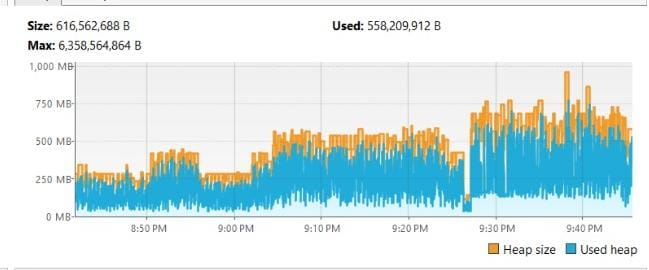 Size: 616,562,688 B Used: 558,209,912 B
Max: 6,358,564,864 B
1,000 MB
750 MB
500 MB
250 MB
0 MB
8:50 PM 9:00 PM 9:10 PM 9:20 PM 9:30 PM 9:40 PM
Heap size Used heap